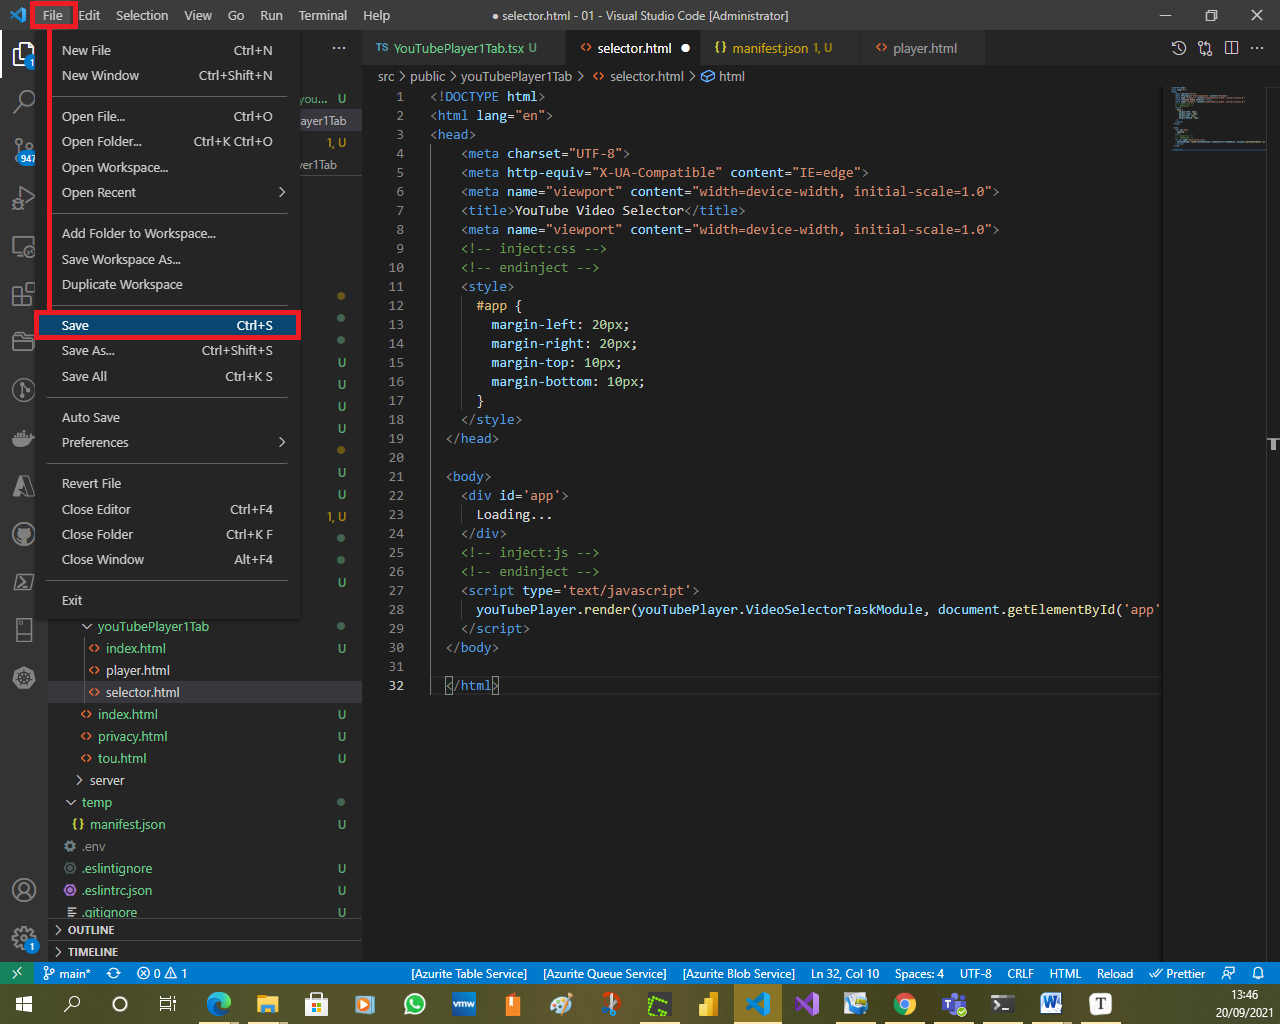 File Edit Selection View Go Run Terminal Help ● selector.html - 01 - Visual Studio Code [Administrator]
New File Ctrl+N
New Window Ctrl+Shift+N
Open File... Ctrl+O
Open Folder... Ctrl+K Ctrl+O
Open Workspace...
Open Recent
Add Folder to Workspace...
Save Workspace As...
Duplicate Workspace
Save Ctrl+S
Save As... Ctrl+Shift+S
Save All Ctrl+K S
Auto Save
Preferences
Revert File
Close Editor Ctrl+F4
Close Folder Ctrl+K F
Close Window Alt+F4
Exit
1
947
1
you... U
ayer1Tab
1, U
er1Tab
U
U
U
U
U
U
1, U
U
youTubePlayer1Tab
index.html U
player.html
selector.html
index.html U
privacy.html U
tou.html U
server
temp
{} manifest.json U
.env
.eslintignore U
.eslintrc.json U
.gitignore U
OUTLINE
TIMELINE
TS YouTubePlayer1Tab.tsx U <> selector.html ● {} manifest.json 1, U <> player.html
src > public > youTubePlayer1Tab > <> selector.html > html
1 <!DOCTYPE html>
2 <html lang="en">
3 <head>
4 <meta charset="UTF-8">
5 <meta http-equiv="X-UA-Compatible" content="IE=edge">
6 <meta name="viewport" content="width=device-width, initial-scale=1.0">
7 <title>YouTube Video Selector</title>
8 <meta name="viewport" content="width=device-width, initial-scale=1.0">
9 <!-- inject:css -->
10 <!-- endinject -->
11 <style>
12 #app {
13 margin-left: 20px;
14 margin-right: 20px;
15 margin-top: 10px;
16 margin-bottom: 10px;
17 }
18 </style>
19 </head>
20
21 <body>
22 <div id='app'>
23 Loading...
24 </div>
25 <!-- inject:js -->
26 <!-- endinject -->
27 <script type='text/javascript'>
28 youTubePlayer.render(youTubePlayer.VideoSelectorTaskModule, document.getElementById('app'
29 </script>
30 </body>
31
32 </html>
main* 0 1 [Azurite Table Service] [Azurite Queue Service] [Azurite Blob Service] Ln 32, Col 10 Spaces: 4 UTF-8 CRLF HTML Reload Prettier
vmw W T
13:46
20/09/2021